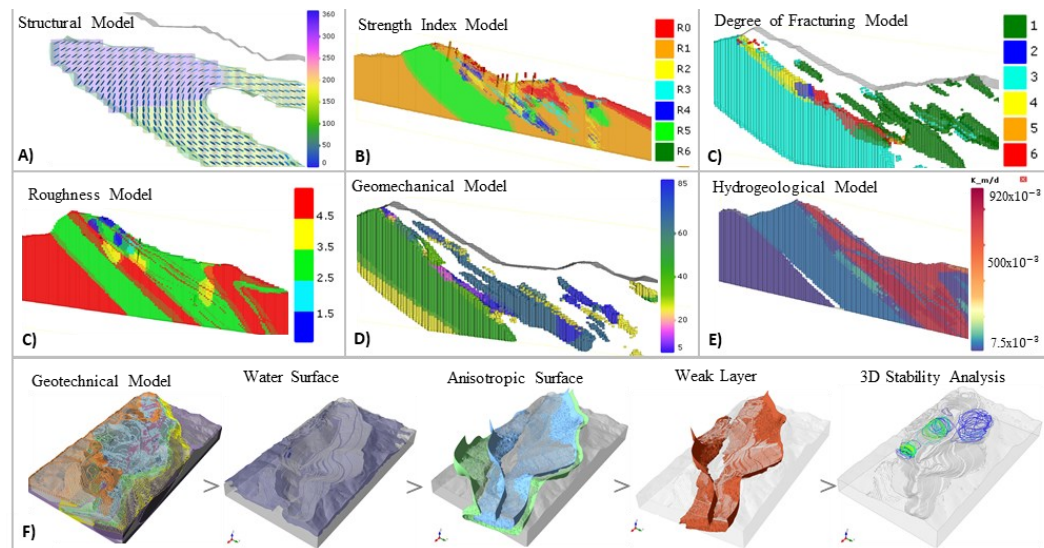 Structural Model
360
300
250
200
150
100
50
0
A)
Strength Index Model
R0
R1
R2
R3
R4
R5
R6
B)
Degree of Fracturing Model
1
2
3
4
5
6
C)
Roughness Model
4.5
3.5
2.5
1.5
C)
Geomechanical Model
85
80
60
40
20
5
D)
Hydrogeological Model
K_m/d
920x10⁻³
500x10⁻³
7.5x10⁻³
E)
Geotechnical Model
Water Surface
Anisotropic Surface
Weak Layer
3D Stability Analysis
> > > >
F)